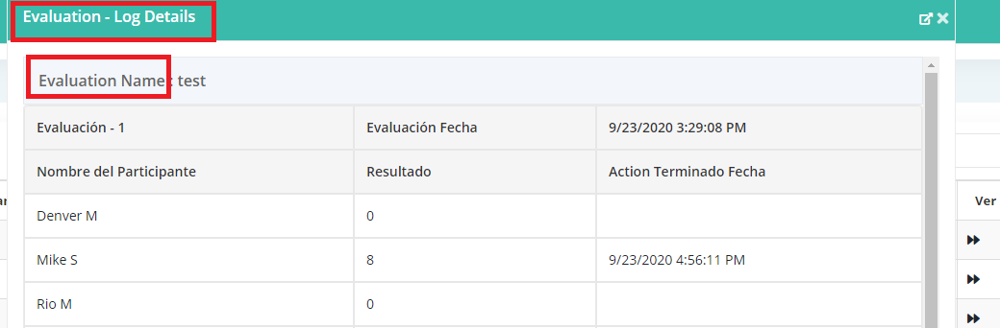 Evaluation - Log Details
Evaluation Name: test
Evaluación - 1 Evaluación Fecha 9/23/2020 3:29:08 PM
Nombre del Participante Resultado Action Terminado Fecha
Ver
Denver M 0
Mike S 8 9/23/2020 4:56:11 PM
Rio M 0